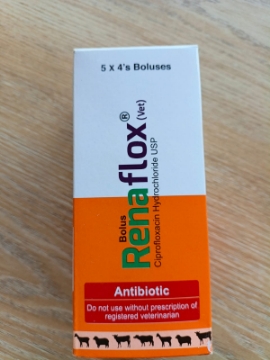 5 x 4's Boluses
Bolus
Renaflox® (Vet)
Ciprofloxacin Hydrochloride USP
Antibiotic
Do not use without prescription of
registered veterinarian